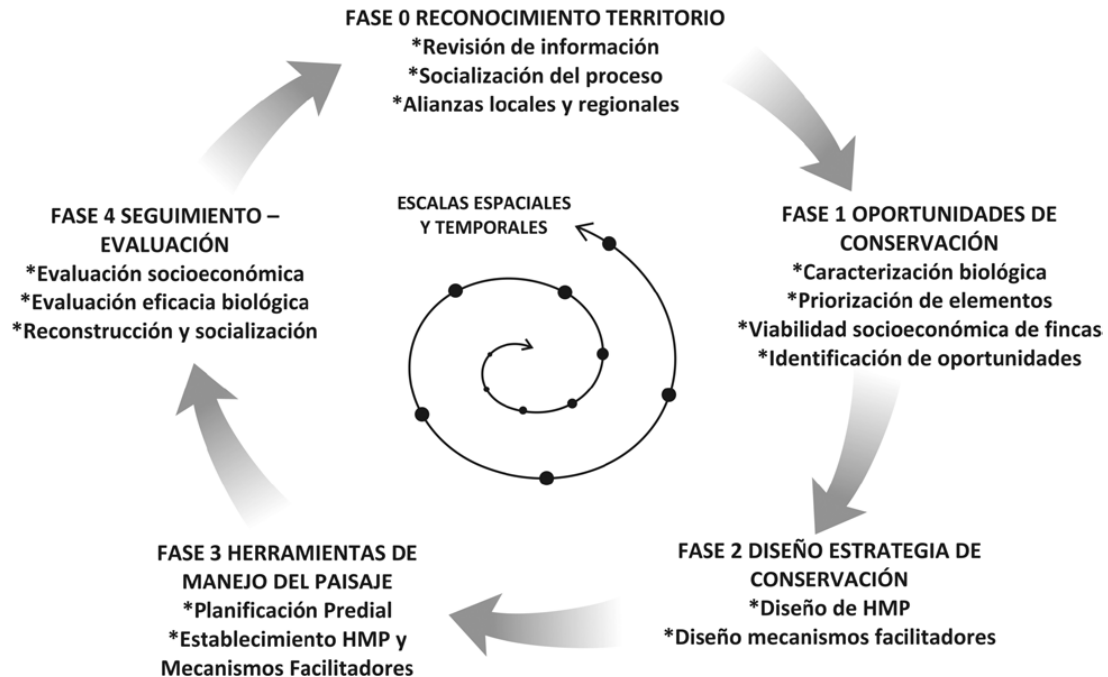 FASE 0 RECONOCIMIENTO TERRITORIO
*Revisión de información
*Socialización del proceso
*Alianzas locales y regionales
FASE 1 OPORTUNIDADES DE
CONSERVACIÓN
*Caracterización biológica
*Priorización de elementos
*Viabilidad socioeconómica de fincas
*Identificación de oportunidades
FASE 2 DISEÑO ESTRATEGIA DE
CONSERVACIÓN
*Diseño de HMP
*Diseño mecanismos facilitadores
FASE 3 HERRAMIENTAS DE
MANEJO DEL PAISAJE
*Planificación Predial
*Establecimiento HMP y
Mecanismos Facilitadores
FASE 4 SEGUIMIENTO –
EVALUACIÓN
*Evaluación socioeconómica
*Evaluación eficacia biológica
*Reconstrucción y socialización
ESCALAS ESPACIALES
Y TEMPORALES